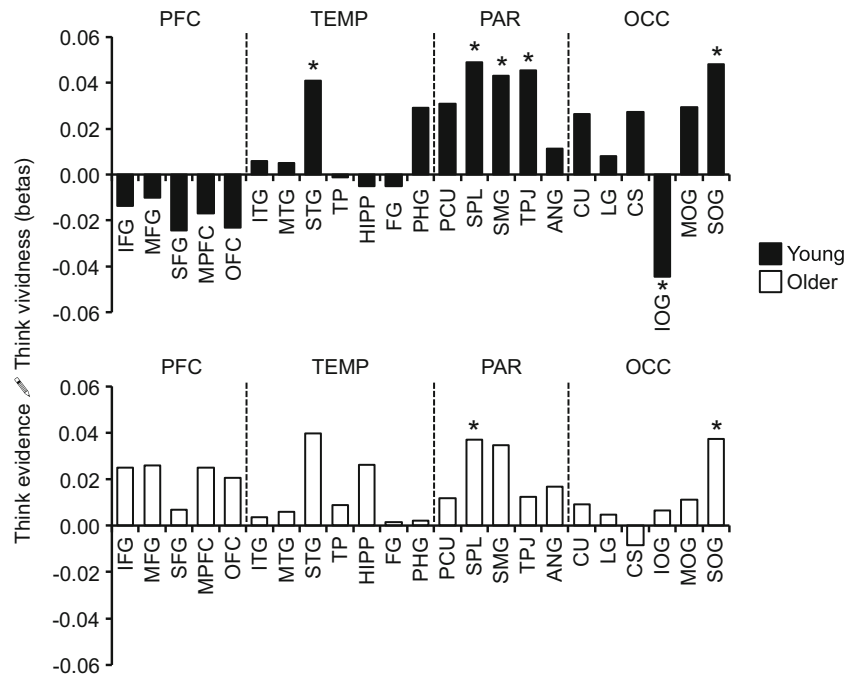 PFC TEMP PAR OCC
0.06
0.04
0.02
0.00
-0.02
-0.04
-0.06
* * * * * *
IFG MFG SFG MPFC OFC ITG MTG STG TP HIPP FG PHG PCU SPL SMG TPJ ANG CU LG CS IOG MOG SOG
Think evidence Think vividness (betas)
Young
Older
PFC TEMP PAR OCC
0.06
0.04
0.02
0.00
-0.02
-0.04
-0.06
* *
IFG MFG SFG MPFC OFC ITG MTG STG TP HIPP FG PHG PCU SPL SMG TPJ ANG CU LG CS IOG MOG SOG